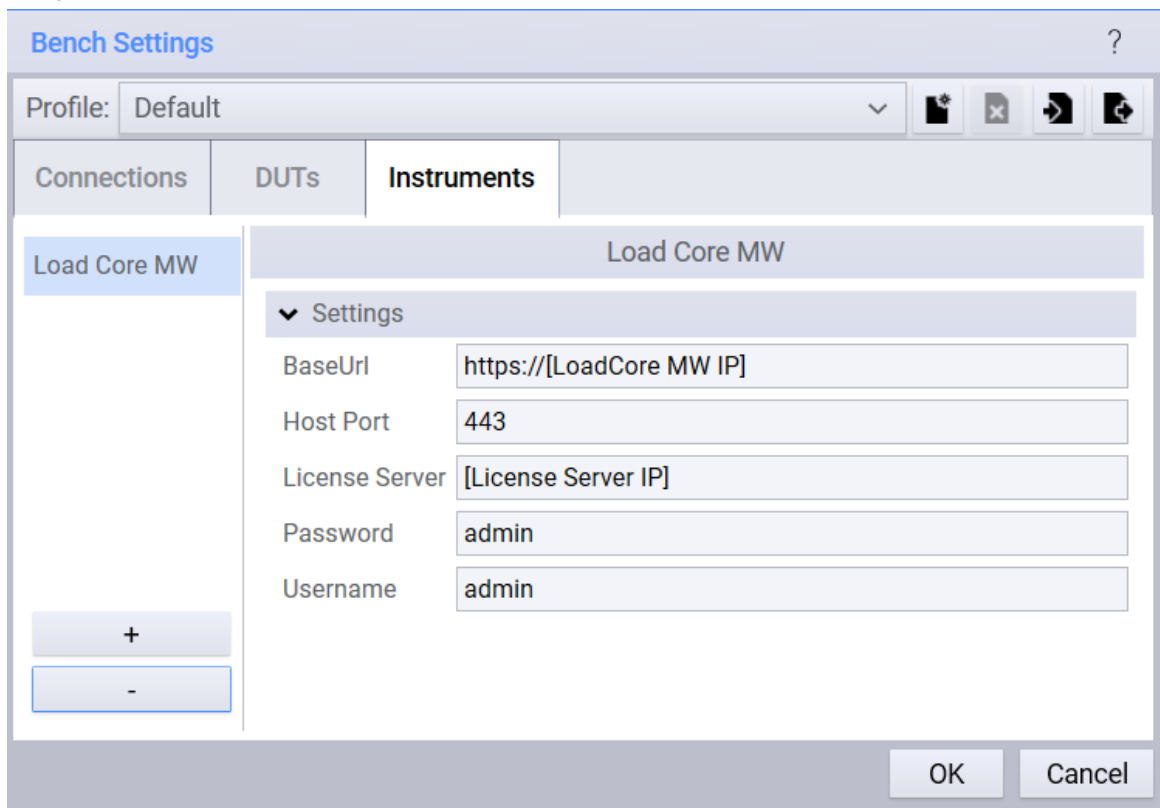 Bench Settings ?
Profile: Default
Connections DUTs Instruments
Load Core MW
Load Core MW
Settings
BaseUrl https://[LoadCore MW IP]
Host Port 443
License Server [License Server IP]
Password admin
Username admin
+
-
OK Cancel